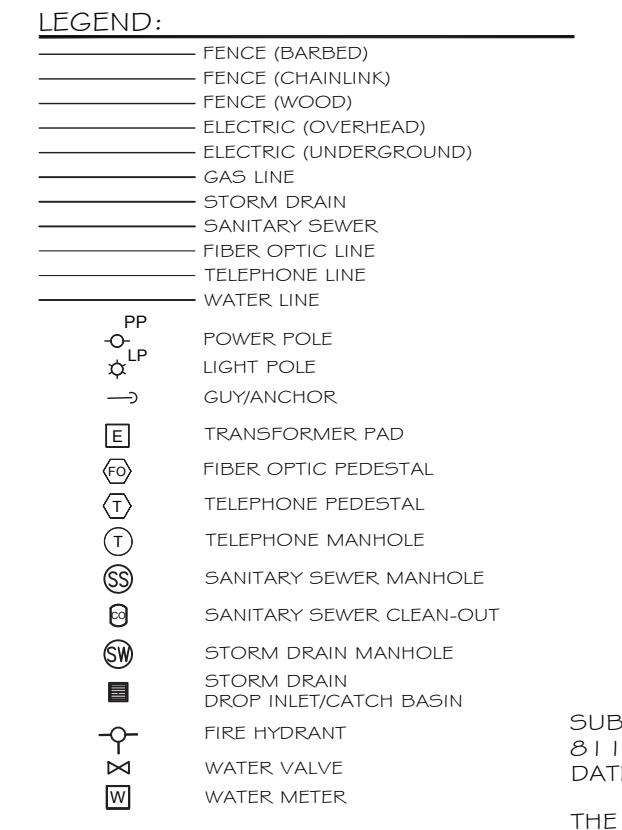 LEGEND:
FENCE (BARBED)
FENCE (CHAINLINK)
FENCE (WOOD)
ELECTRIC (OVERHEAD)
ELECTRIC (UNDERGROUND)
GAS LINE
STORM DRAIN
SANITARY SEWER
FIBER OPTIC LINE
TELEPHONE LINE
WATER LINE
PP POWER POLE
LP LIGHT POLE
GUY/ANCHOR
E TRANSFORMER PAD
FO FIBER OPTIC PEDESTAL
T TELEPHONE PEDESTAL
T TELEPHONE MANHOLE
SS SANITARY SEWER MANHOLE
CO SANITARY SEWER CLEAN-OUT
SW STORM DRAIN MANHOLE
STORM DRAIN
DROP INLET/CATCH BASIN
FIRE HYDRANT
WATER VALVE
W WATER METER
SUB
811
THE